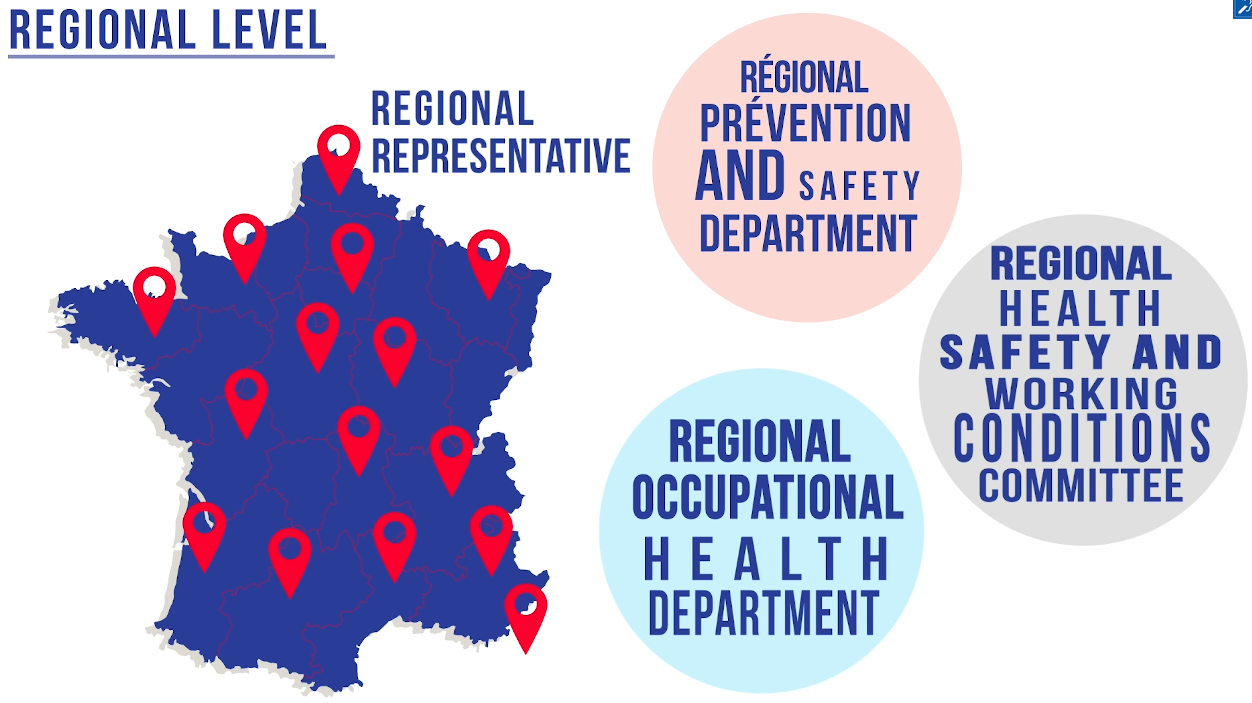 REGIONAL LEVEL
REGIONAL
REPRESENTATIVE
RÉGIONAL
PRÉVENTION
AND SAFETY
DEPARTMENT
REGIONAL
HEALTH
SAFETY AND
WORKING
CONDITIONS
COMMITTEE
REGIONAL
OCCUPATIONAL
HEALTH
DEPARTMENT